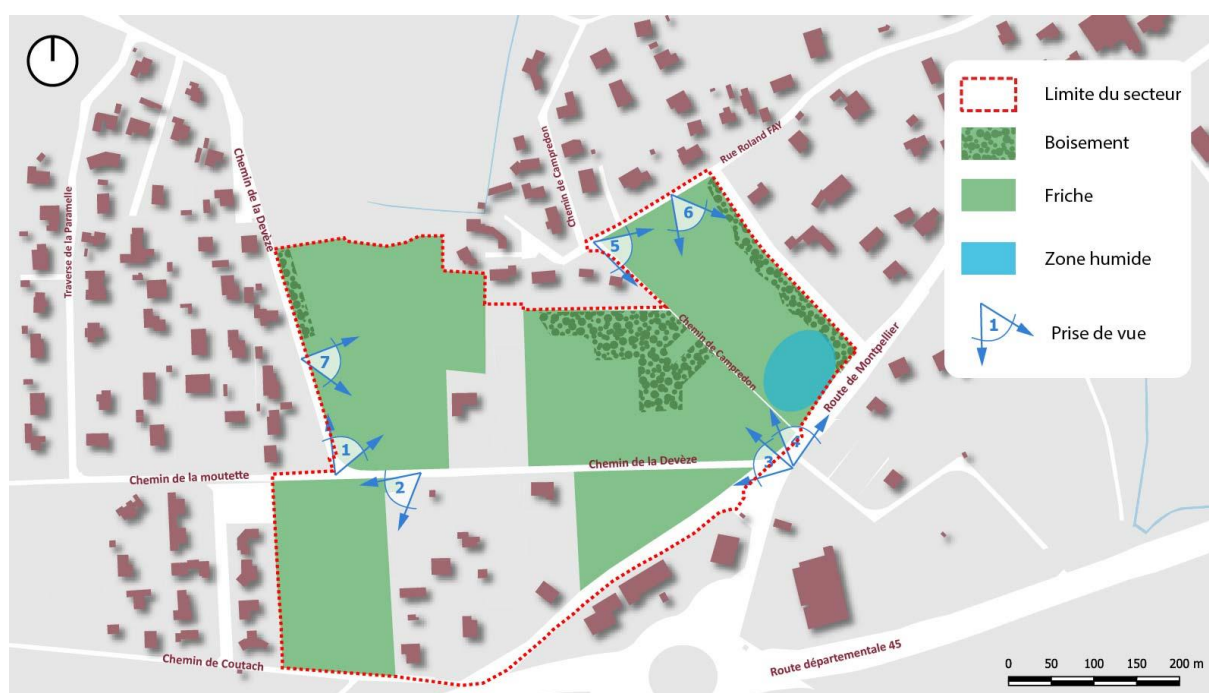 Limite du secteur
Boisement
Friche
Zone humide
1
Prise de vue
Rue Roland FAY
Chemin de Campredon
Chemin de la Devèze
Traverse de la Paramelle
6
5
7
Chemin de Campredon
Route de Montpellier
1
2
3
4
Chemin de la moutette
Chemin de la Devèze
Chemin de Coutach
Route départementale 45
0 50 100 150 200 m